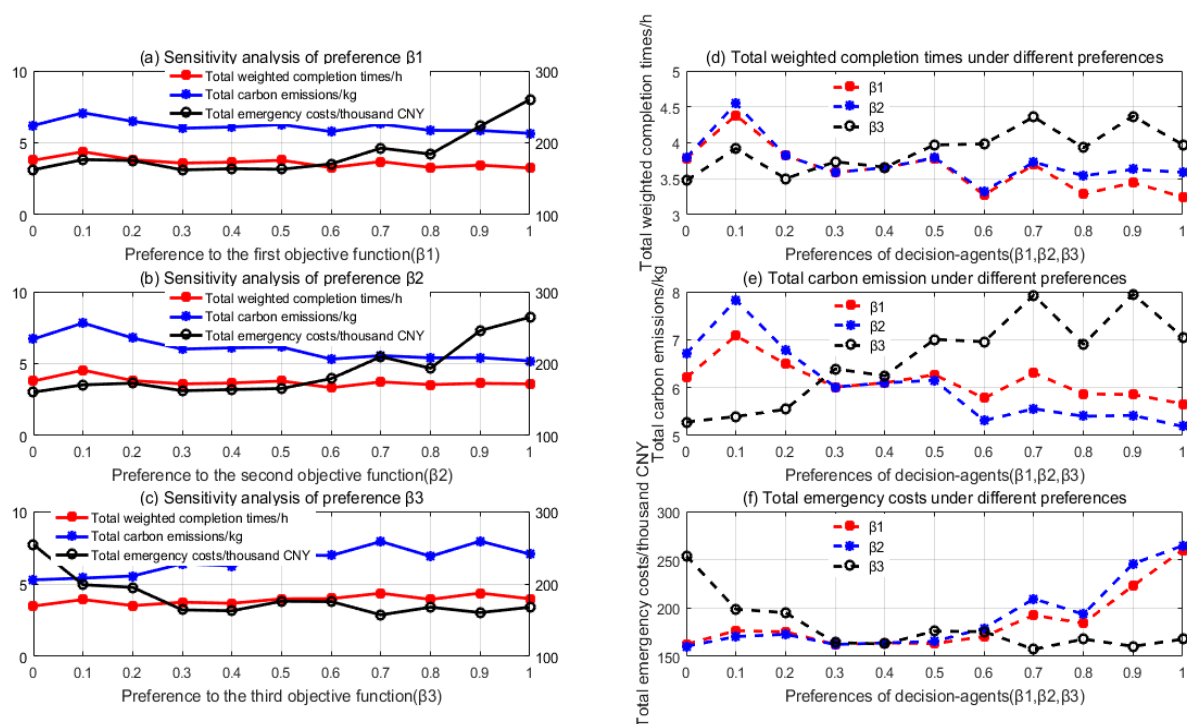 (a) Sensitivity analysis of preference β1
10
5
0
300
200
100
Total weighted completion times/h
Total carbon emissions/kg
Total emergency costs/thousand CNY
0 0.1 0.2 0.3 0.4 0.5 0.6 0.7 0.8 0.9 1
Preference to the first objective function(β1)
(b) Sensitivity analysis of preference β2
10
5
0
300
200
100
Total weighted completion times/h
Total carbon emissions/kg
Total emergency costs/thousand CNY
0 0.1 0.2 0.3 0.4 0.5 0.6 0.7 0.8 0.9 1
Preference to the second objective function(β2)
(c) Sensitivity analysis of preference β3
10
5
0
300
200
100
Total weighted completion times/h
Total carbon emissions/kg
Total emergency costs/thousand CNY
0 0.1 0.2 0.3 0.4 0.5 0.6 0.7 0.8 0.9 1
Preference to the third objective function(β3)
(d) Total weighted completion times under different preferences
Total weighted completion times/h
5
4.5
4
3.5
3
β1
β2
β3
0 0.1 0.2 0.3 0.4 0.5 0.6 0.7 0.8 0.9 1
Preferences of decision-agents(β1,β2,β3)
(e) Total carbon emission under different preferences
Total carbon emissions/kg
8
7
6
5
β1
β2
β3
0 0.1 0.2 0.3 0.4 0.5 0.6 0.7 0.8 0.9 1
Preferences of decision-agents(β1,β2,β3)
(f) Total emergency costs under different preferences
Total emergency costs/thousand CNY
300
250
200
150
β1
β2
β3
0 0.1 0.2 0.3 0.4 0.5 0.6 0.7 0.8 0.9 1
Preferences of decision-agents(β1,β2,β3)